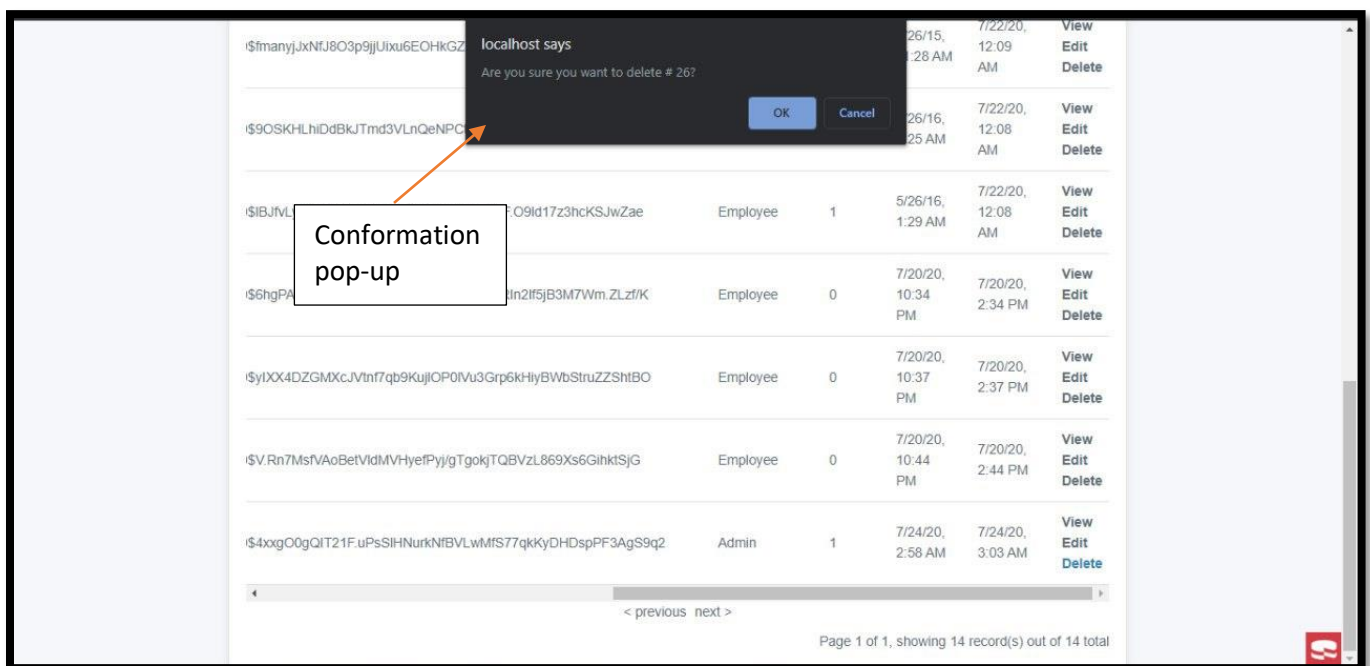 $fmanyjJxNfJ8O3p9jjUixu6EOHkGZ
26/15, :28 AM
7/22/20, 12:09 AM
View
Edit
Delete
localhost says
Are you sure you want to delete # 26?
OK Cancel
$9OSKHLhiDdBkJTmd3VLnQeNPC
26/16, 25 AM
7/22/20, 12:08 AM
View
Edit
Delete
Conformation
pop-up
$IBJfvL F.O9Id17z3hcKSJwZae Employee 1
5/26/16, 1:29 AM
7/22/20, 12:08 AM
View
Edit
Delete
$6hgPA In2If5jB3M7Wm.ZLzf/K Employee 0
7/20/20, 10:34 PM
7/20/20, 2:34 PM
View
Edit
Delete
$yIXX4DZGMXcJVtnf7qb9KujIOP0IVu3Grp6kHiyBWbStruZZShtBO Employee 0
7/20/20, 10:37 PM
7/20/20, 2:37 PM
View
Edit
Delete
$V.Rn7MsfVAoBetVIdMVHyefPyj/gTgokjTQBVzL869Xs6GihktSjG Employee 0
7/20/20, 10:44 PM
7/20/20, 2:44 PM
View
Edit
Delete
$4xxgO0gQIT21F.uPsSlHNurkNfBVLwMfS77qkKyDHDspPF3AgS9q2 Admin 1
7/24/20, 2:58 AM
7/24/20, 3:03 AM
View
Edit
Delete
< previous next >
Page 1 of 1, showing 14 record(s) out of 14 total